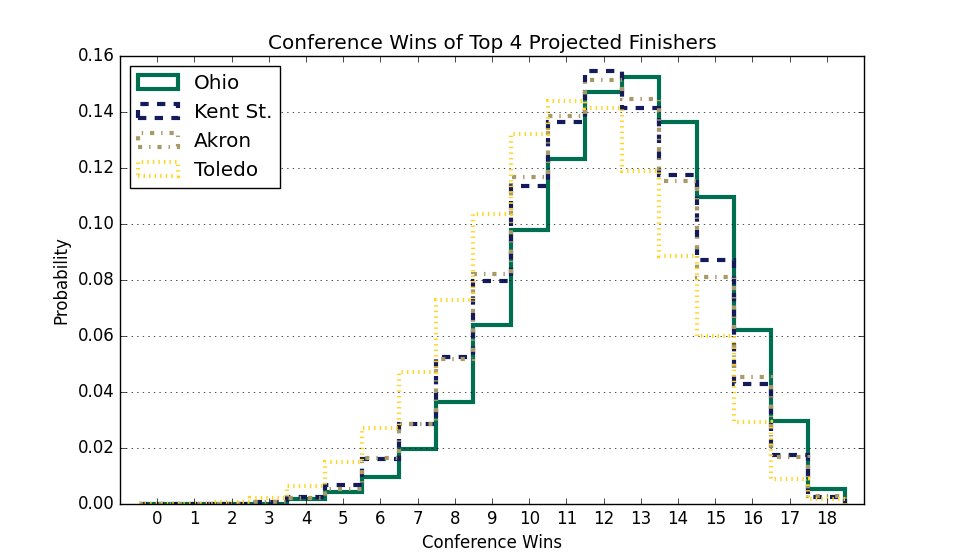 Conference Wins of Top 4 Projected Finishers
0.16
0.14
0.12
0.10
0.08
0.06
0.04
0.02
0.00
Probability
Ohio
Kent St.
Akron
Toledo
0 1 2 3 4 5 6 7 8 9 10 11 12 13 14 15 16 17 18
Conference Wins